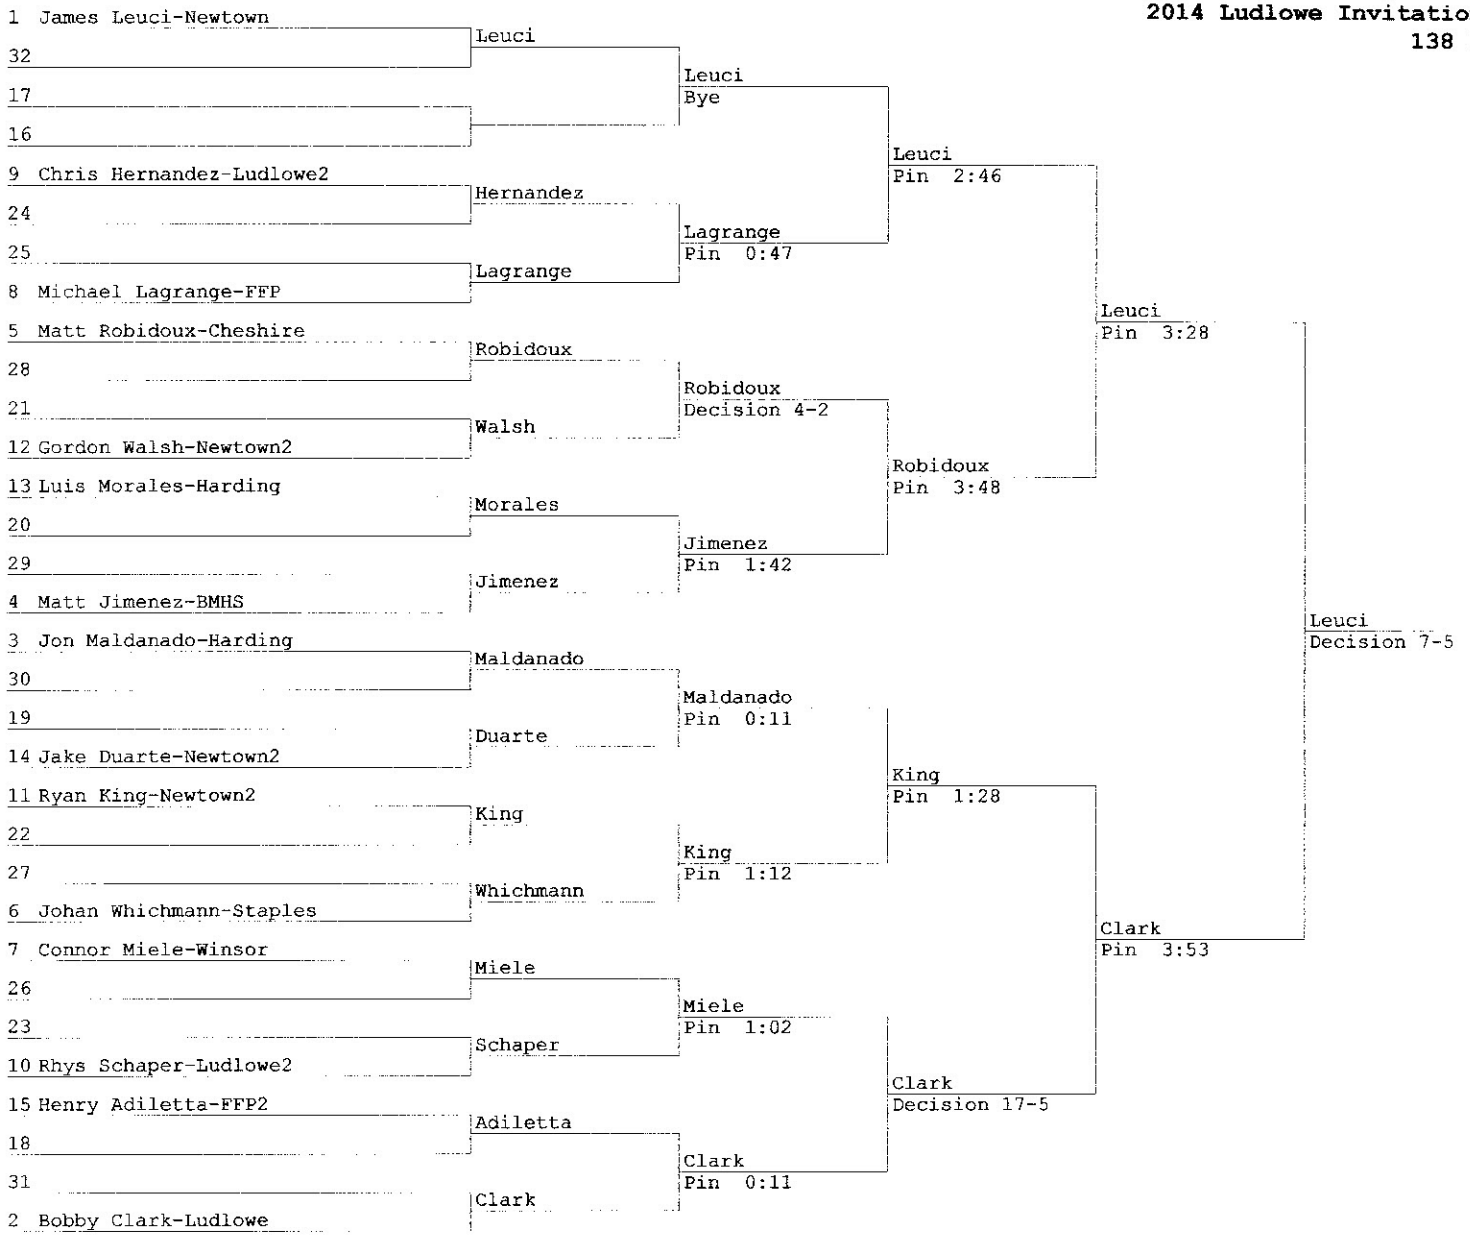 2014 Ludlowe Invitatio
138
1 James Leuci-Newtown
32
17
16
9 Chris Hernandez-Ludlowe2
24
25
8 Michael Lagrange-FFP
5 Matt Robidoux-Cheshire
28
21
12 Gordon Walsh-Newtown2
13 Luis Morales-Harding
20
29
4 Matt Jimenez-BMHS
3 Jon Maldanado-Harding
30
19
14 Jake Duarte-Newtown2
11 Ryan King-Newtown2
22
27
6 Johan Whichmann-Staples
7 Connor Miele-Winsor
26
23
10 Rhys Schaper-Ludlowe2
15 Henry Adiletta-FFP2
18
31
2 Bobby Clark-Ludlowe
Leuci
Hernandez
Lagrange
Robidoux
Walsh
Morales
Jimenez
Maldanado
Duarte
King
Whichmann
Miele
Schaper
Adiletta
Clark
Leuci
Bye
Lagrange
Pin 0:47
Robidoux
Decision 4-2
Jimenez
Pin 1:42
Maldanado
Pin 0:11
King
Pin 1:12
Miele
Pin 1:02
Clark
Pin 0:11
Leuci
Pin 2:46
Robidoux
Pin 3:48
King
Pin 1:28
Clark
Decision 17-5
Leuci
Pin 3:28
Clark
Pin 3:53
Leuci
Decision 7-5